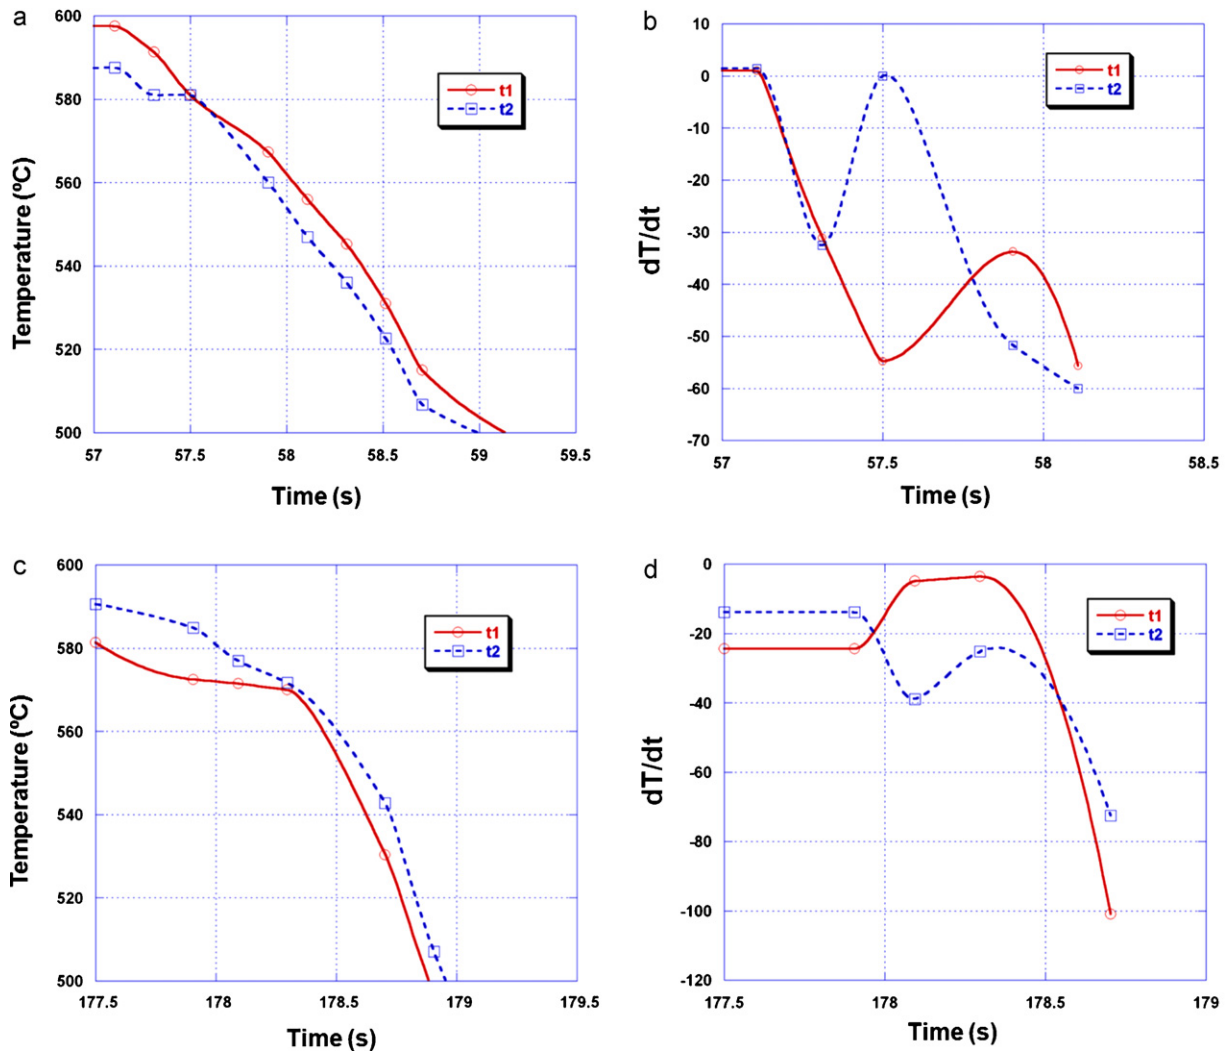 a
600
580
560
540
520
500
57
57.5
58
58.5
59
59.5
Temperature (ºC)
Time (s)
t1
t2
b
10
0
-10
-20
-30
-40
-50
-60
-70
57
57.5
58
58.5
dT/dt
Time (s)
t1
t2
c
600
580
560
540
520
500
177.5
178
178.5
179
179.5
Temperature (ºC)
Time (s)
t1
t2
d
0
-20
-40
-60
-80
-100
-120
177.5
178
178.5
179
dT/dt
Time (s)
t1
t2